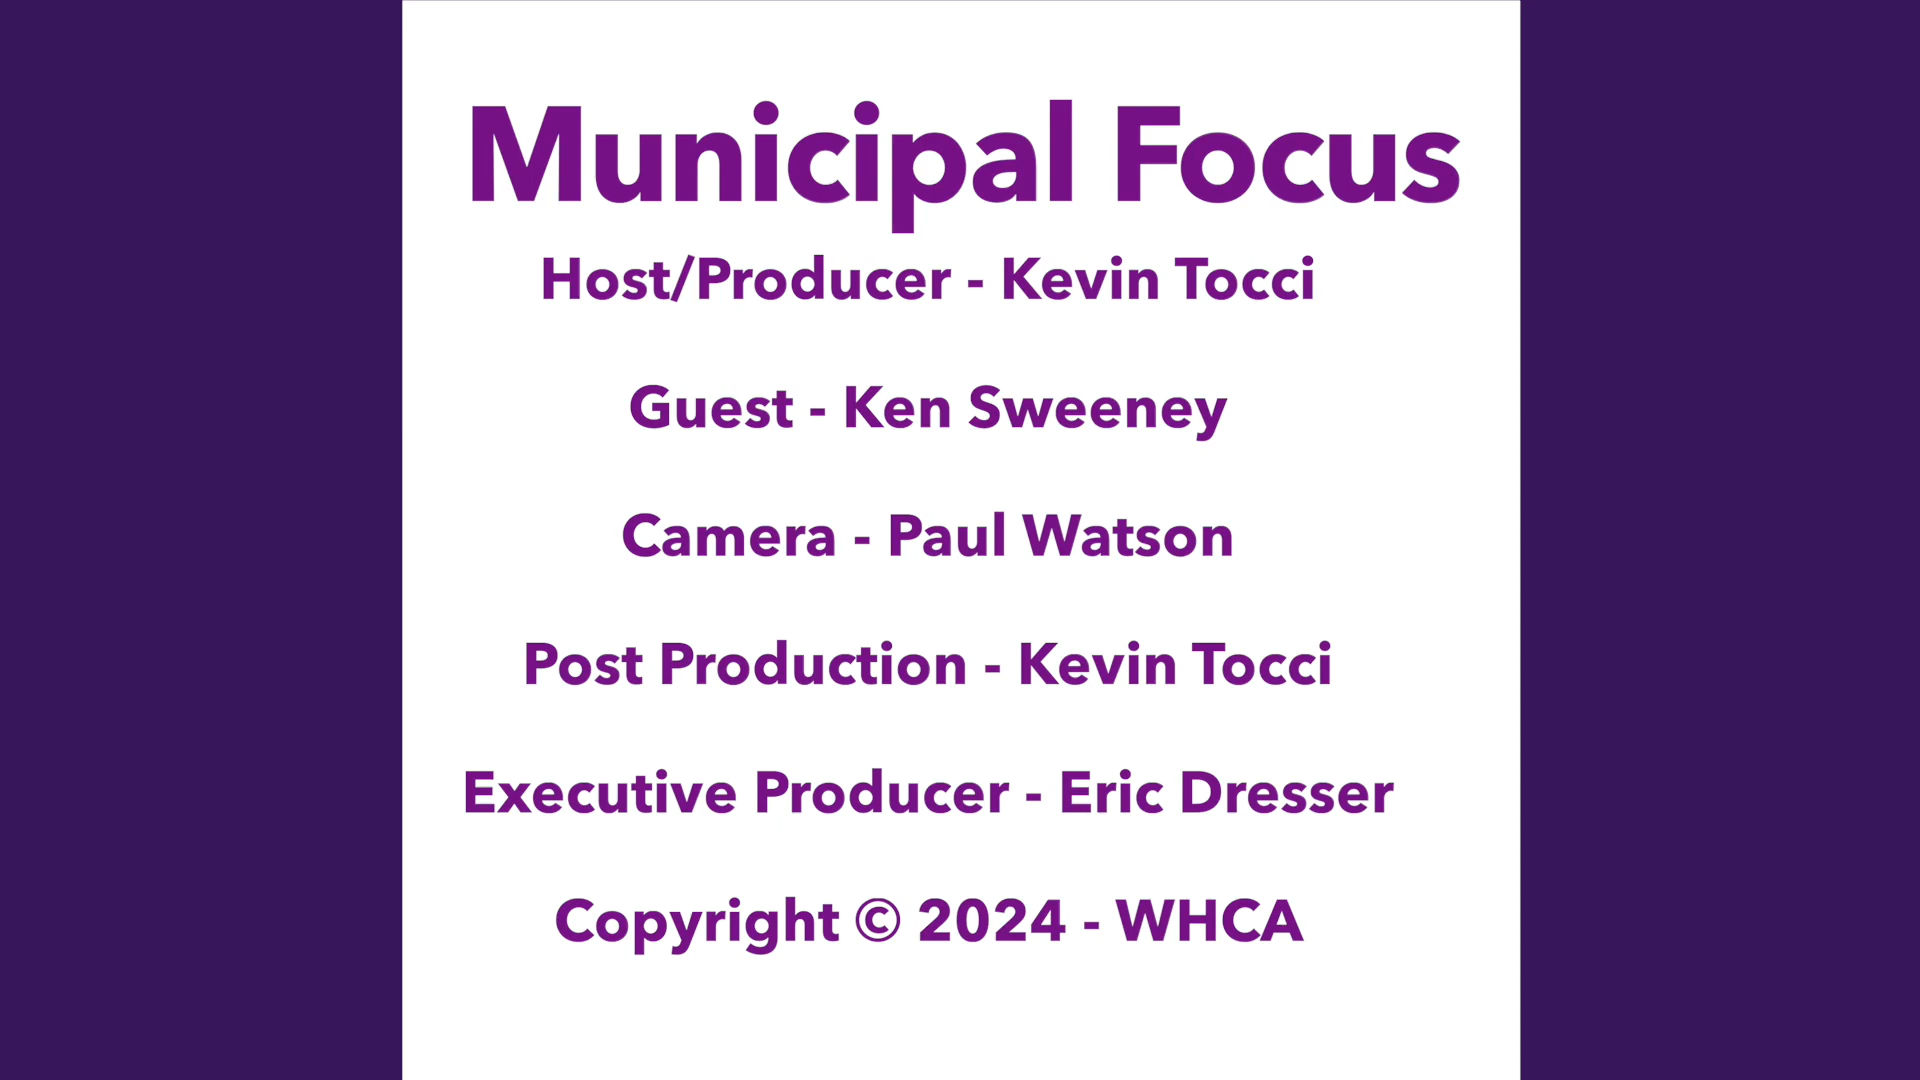 Municipal Focus
Host/Producer - Kevin Tocci
Guest - Ken Sweeney
Camera - Paul Watson
Post Production - Kevin Tocci
Executive Producer - Eric Dresser
Copyright © 2024 - WHCA